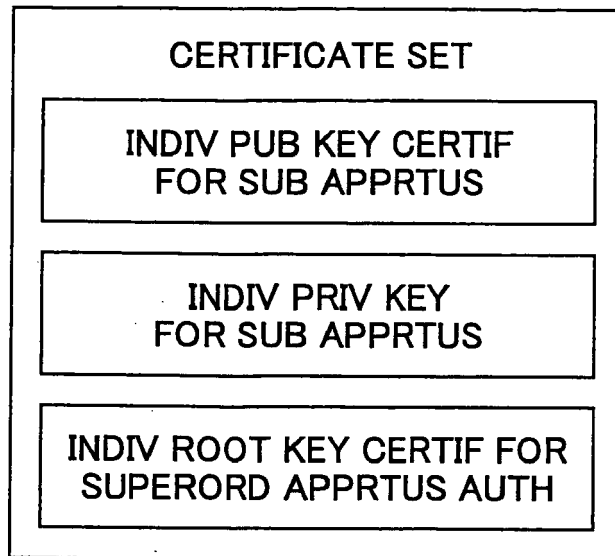 CERTIFICATE SET
INDIV PUB KEY CERTIF
FOR SUB APPRTUS
INDIV PRIV KEY
FOR SUB APPRTUS
INDIV ROOT KEY CERTIF FOR
SUPERORD APPRTUS AUTH